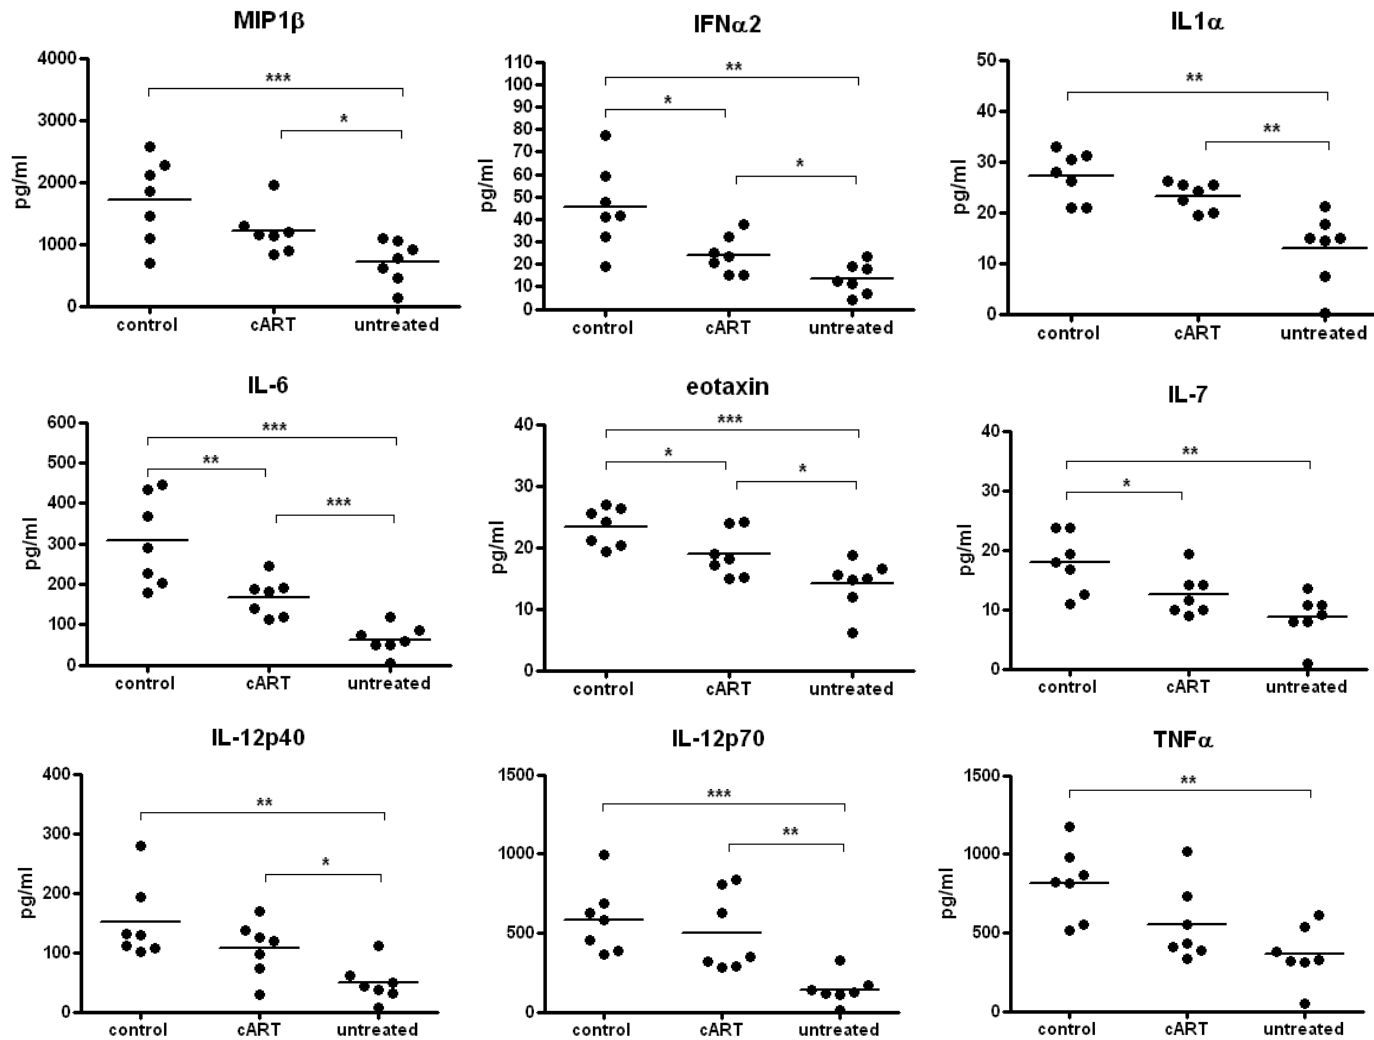 MIP1β
pg/ml
4000
3000
2000
1000
0
***
*
control cART untreated
IFNα2
pg/ml
110
100
90
80
70
60
50
40
30
20
10
0
**
*
*
control cART untreated
IL1α
pg/ml
50
40
30
20
10
0
**
**
control cART untreated
IL-6
pg/ml
600
500
400
300
200
100
0
***
**
***
control cART untreated
eotaxin
pg/ml
40
30
20
10
0
***
*
*
control cART untreated
IL-7
pg/ml
40
30
20
10
0
**
*
control cART untreated
IL-12p40
pg/ml
400
300
200
100
0
**
*
control cART untreated
IL-12p70
pg/ml
1500
1000
500
0
***
**
control cART untreated
TNFα
pg/ml
1500
1000
500
0
**
control cART untreated